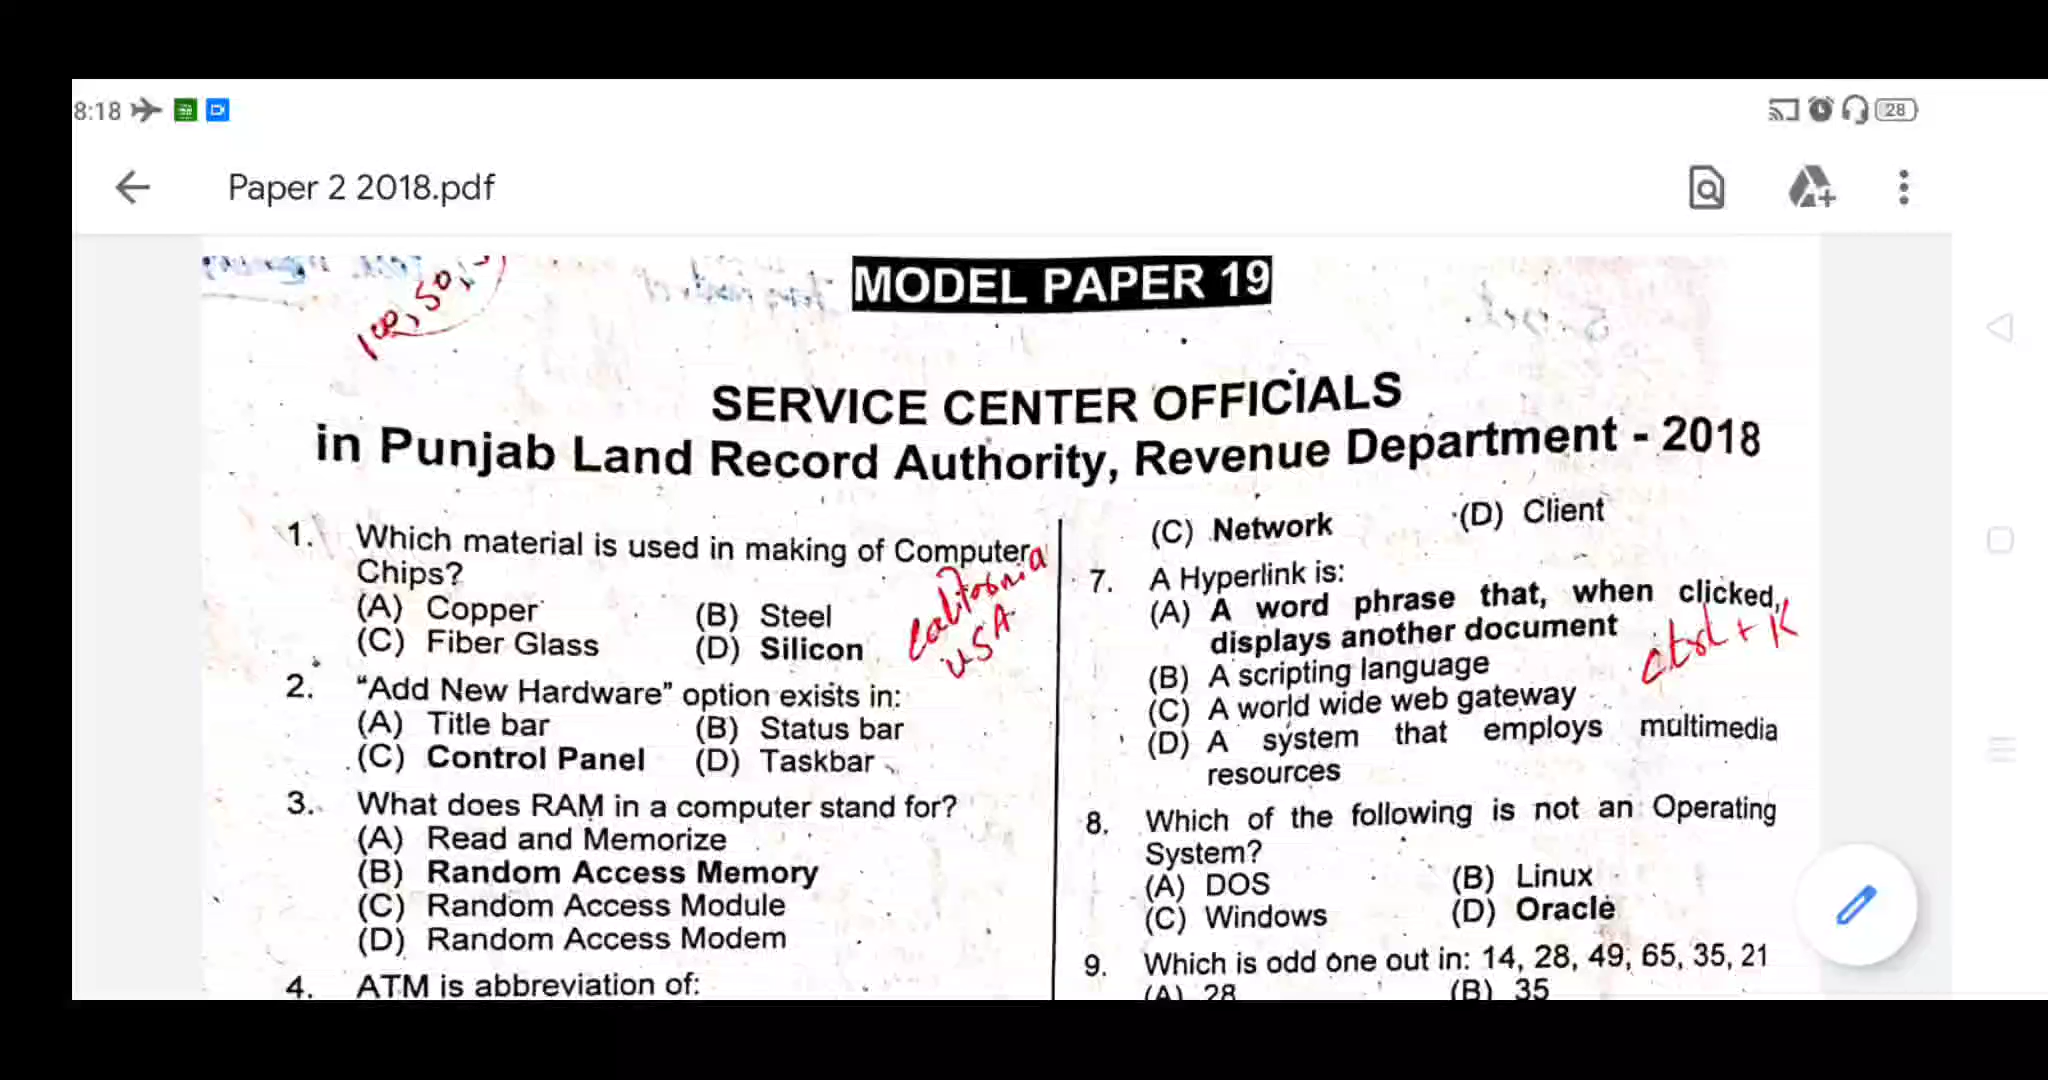 8:18
28
Paper 2 2018.pdf
100, 50,
MODEL PAPER 19
SERVICE CENTER OFFICIALS
in Punjab Land Record Authority, Revenue Department - 2018
1. Which material is used in making of Computer
Chips?
(A) Copper (B) Steel
(C) Fiber Glass (D) Silicon
California
USA
2. "Add New Hardware" option exists in:
(A) Title bar (B) Status bar
(C) Control Panel (D) Taskbar
3. What does RAM in a computer stand for?
(A) Read and Memorize
(B) Random Access Memory
(C) Random Access Module
(D) Random Access Modem
4. ATM is abbreviation of:
(C) Network (D) Client
7. A Hyperlink is:
(A) A word phrase that, when clicked,
displays another document
ctrl + K
(B) A scripting language
(C) A world wide web gateway
(D) A system that employs multimedia
resources
8. Which of the following is not an Operating
System?
(A) DOS (B) Linux
(C) Windows (D) Oracle
9. Which is odd one out in: 14, 28, 49, 65, 35, 21
(A) 28 (B) 35